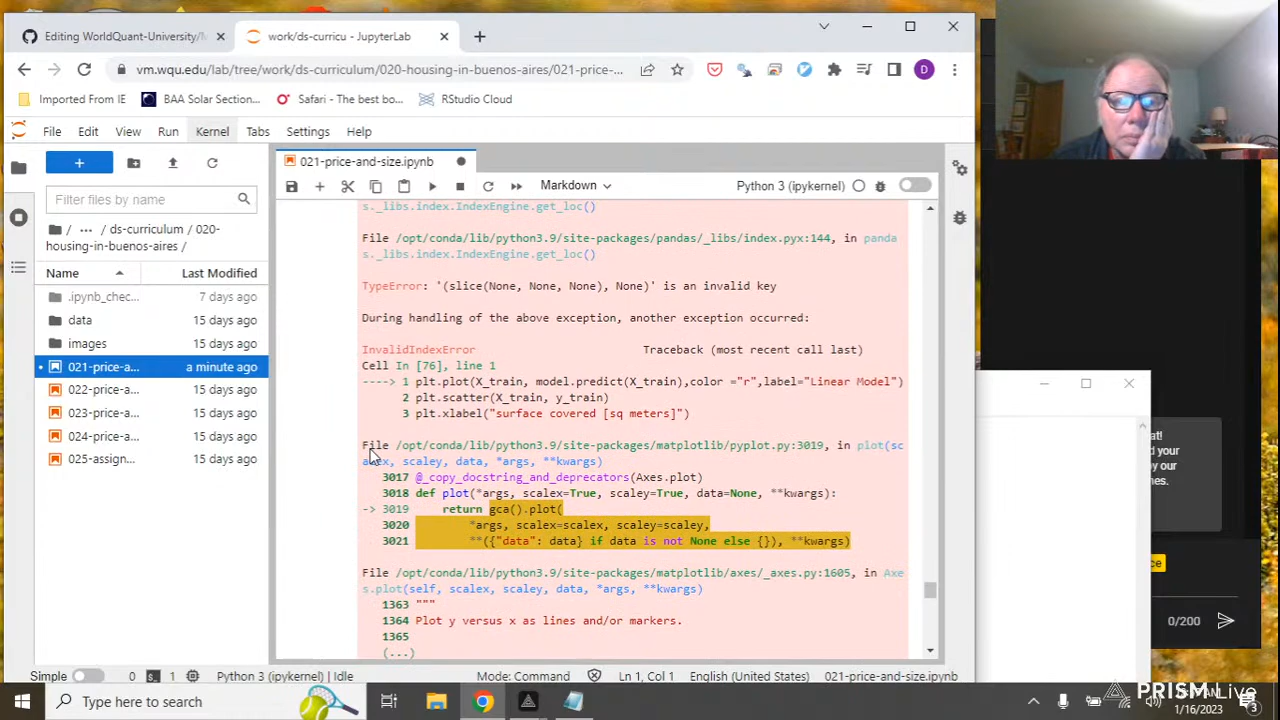 Editing WorldQuant-University/M
work/ds-curricu - JupyterLab
vm.wqu.edu/lab/tree/work/ds-curriculum/020-housing-in-buenos-aires/021-price-...
D
Imported From IE
BAA Solar Section...
Safari - The best bo...
RStudio Cloud
File Edit View Run Kernel Tabs Settings Help
021-price-and-size.ipynb
Filter files by name
Markdown
Python 3 (ipykernel)
/ ... / ds-curriculum / 020-
housing-in-buenos-aires /
Name Last Modified
.ipynb_chec... 7 days ago
data 15 days ago
images 15 days ago
021-price-a... a minute ago
022-price-a... 15 days ago
023-price-a... 15 days ago
024-price-a... 15 days ago
025-assign... 15 days ago
s._libs.index.IndexEngine.get_loc()
File /opt/conda/lib/python3.9/site-packages/pandas/_libs/index.pyx:144, in panda
s._libs.index.IndexEngine.get_loc()
TypeError: '(slice(None, None, None), None)' is an invalid key
During handling of the above exception, another exception occurred:
InvalidIndexError Traceback (most recent call last)
Cell In [76], line 1
----> 1 plt.plot(X_train, model.predict(X_train),color ="r",label="Linear Model")
2 plt.scatter(X_train, y_train)
3 plt.xlabel("surface covered [sq meters]")
File /opt/conda/lib/python3.9/site-packages/matplotlib/pyplot.py:3019, in plot(sc
alex, scaley, data, *args, **kwargs)
3017 @_copy_docstring_and_deprecators(Axes.plot)
3018 def plot(*args, scalex=True, scaley=True, data=None, **kwargs):
-> 3019 return gca().plot(
3020 *args, scalex=scalex, scaley=scaley,
3021 **({"data": data} if data is not None else {}), **kwargs)
File /opt/conda/lib/python3.9/site-packages/matplotlib/axes/_axes.py:1605, in Axe
s.plot(self, scalex, scaley, data, *args, **kwargs)
1363 """
1364 Plot y versus x as lines and/or markers.
1365
(...)
at!
d your
y our
nes.
ce
0/200
Simple 0 1 Python 3 (ipykernel) | Idle Mode: Command Ln 1, Col 1 English (United States) 021-price-and-size.ipynb
Type here to search
PRISM Live
1/16/2023
3